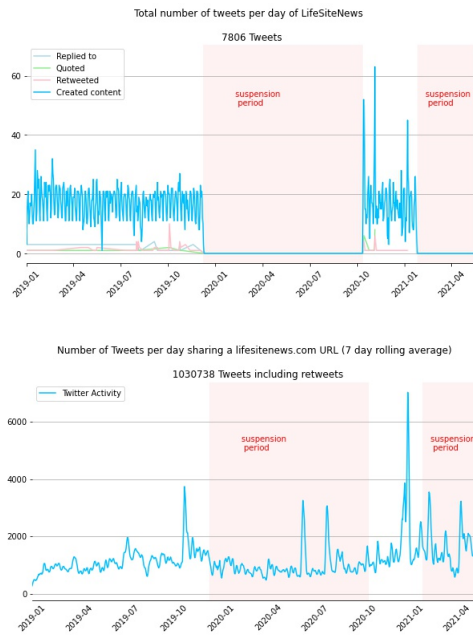 Total number of tweets per day of LifeSiteNews
7806 Tweets
Replied to
Quoted
Retweeted
Created content
suspension
period
suspension
period
60
40
20
0
2019-01
2019-04
2019-07
2019-10
2020-01
2020-04
2020-07
2020-10
2021-01
2021-04
Number of Tweets per day sharing a lifesitenews.com URL (7 day rolling average)
1030738 Tweets including retweets
Twitter Activity
suspension
period
suspension
period
6000
4000
2000
0
2019-01
2019-04
2019-07
2019-10
2020-01
2020-04
2020-07
2020-10
2021-01
2021-04